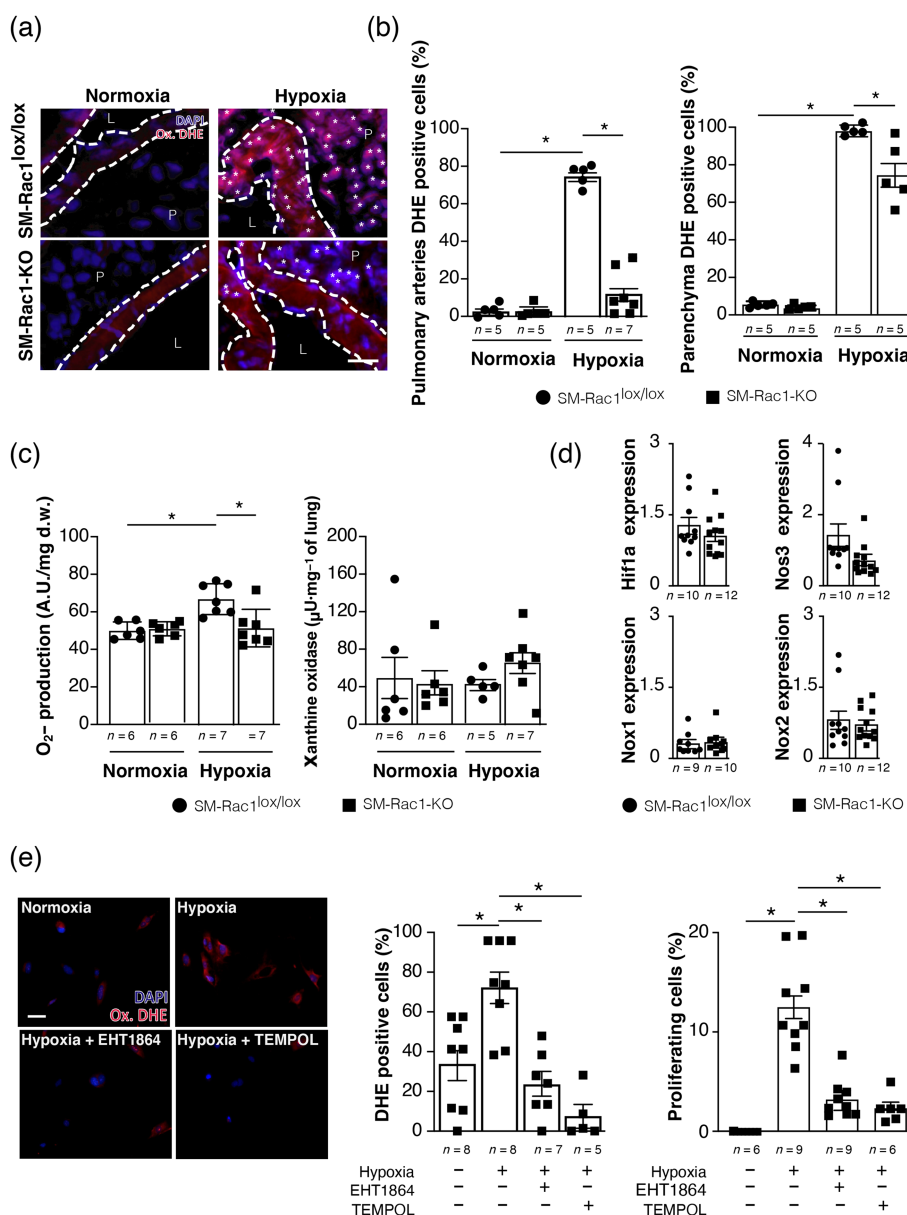 (a)
Normoxia
Hypoxia
SM-Rac1lox/lox
SM-Rac1-KO
L
DAPI
Ox. DHE
P
P
L
P
L
P
L
(b)
Pulmonary arteries DHE positive cells (%)
100
80
60
40
20
0
*
*
n = 5
n = 5
n = 5
n = 7
Normoxia
Hypoxia
Parenchyma DHE positive cells (%)
100
80
60
40
20
0
*
*
n = 5
n = 5
n = 5
n = 5
Normoxia
Hypoxia
SM-Rac1lox/lox
SM-Rac1-KO
(c)
O2– production (A.U./mg d.w.)
100
80
60
40
20
0
*
*
n = 6
n = 6
n = 7
= 7
Normoxia
Hypoxia
Xanthine oxidase (µU·mg−1 of lung)
200
160
120
80
40
0
n = 6
n = 6
n = 5
n = 7
Normoxia
Hypoxia
SM-Rac1lox/lox
SM-Rac1-KO
(d)
Hif1a expression
3
1.5
0
n = 10
n = 12
Nos3 expression
4
2
0
n = 10
n = 12
Nox1 expression
3
1.5
0
n = 9
n = 10
Nox2 expression
3
1.5
0
n = 10
n = 12
SM-Rac1lox/lox
SM-Rac1-KO
(e)
Normoxia
Hypoxia
DAPI
Ox. DHE
Hypoxia + EHT1864
Hypoxia + TEMPOL
DHE positive cells (%)
100
80
60
40
20
0
*
*
*
n = 8
n = 8
n = 7
n = 5
Hypoxia – + + +
EHT1864 – – +
TEMPOL – – +
Proliferating cells (%)
20
10
0
*
*
*
n = 6
n = 9
n = 9
n = 6
Hypoxia – + + +
EHT1864 – – +
TEMPOL – – +